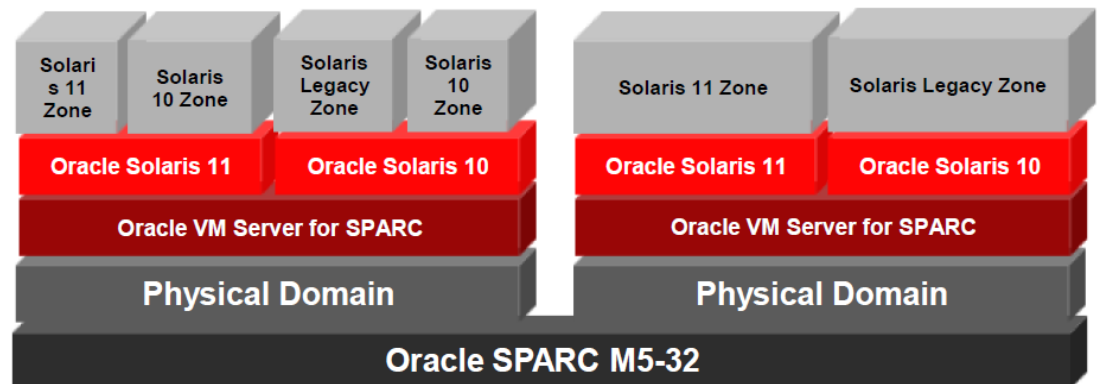 Solari
s 11
Zone
Solaris
10 Zone
Solaris
Legacy
Zone
Solaris
10
Zone
Solaris 11 Zone
Solaris Legacy Zone
Oracle Solaris 11
Oracle Solaris 10
Oracle Solaris 11
Oracle Solaris 10
Oracle VM Server for SPARC
Oracle VM Server for SPARC
Physical Domain
Physical Domain
Oracle SPARC M5-32